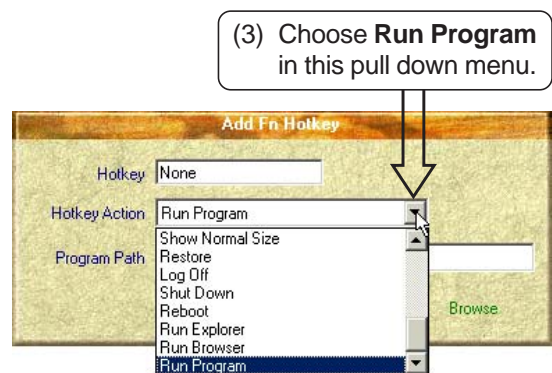 (3) Choose Run Program
in this pull down menu.
Add Fn Hotkey
Hotkey None
Hotkey Action Run Program
Show Normal Size
Program Path Restore
Log Off
Shut Down
Reboot Browse
Run Explorer
Run Browser
Run Program